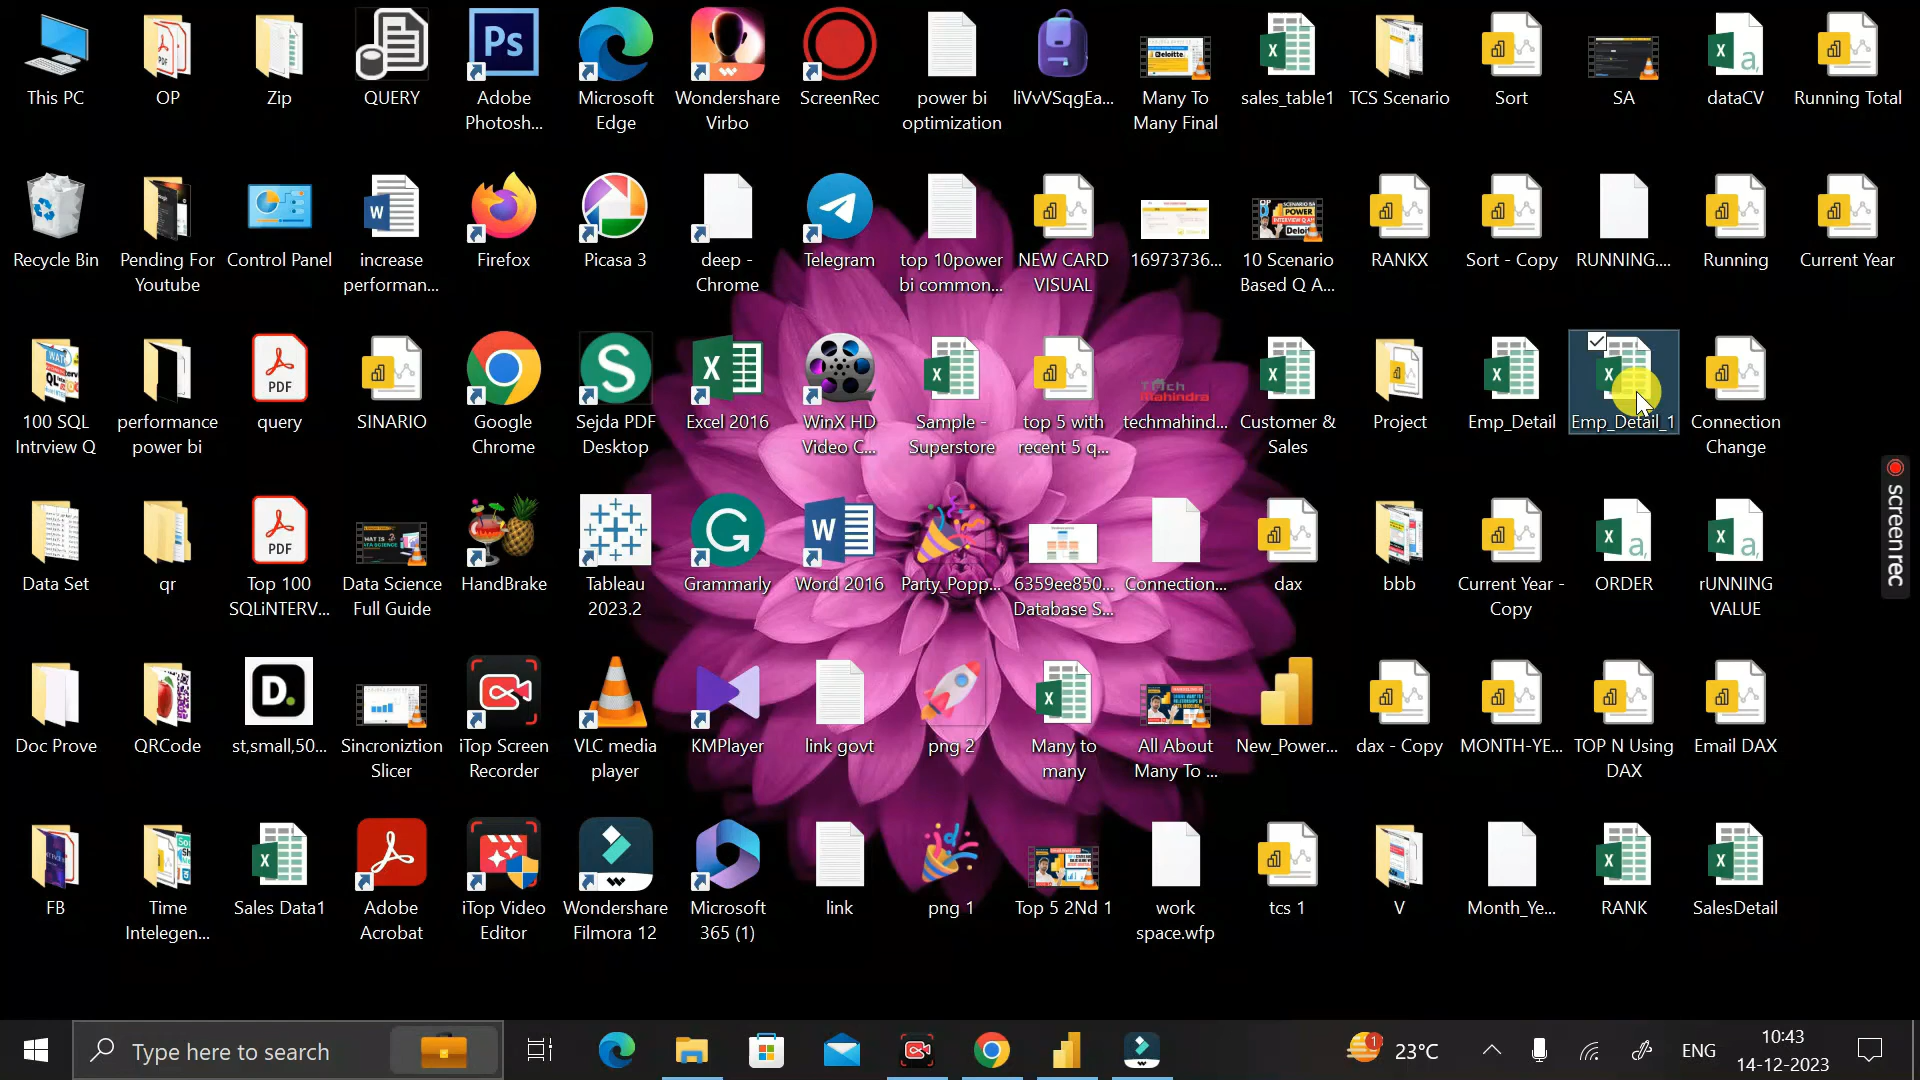 This PC
OP
Zip
QUERY
Adobe
Photosh...
Microsoft
Edge
Wondershare
Virbo
ScreenRec
power bi
optimization
liVvVSqgEa...
Many To
Many Final
sales_table1
TCS Scenario
Sort
SA
dataCV
Running Total
Recycle Bin
Pending For
Youtube
Control Panel
increase
performan...
Firefox
Picasa 3
deep -
Chrome
Telegram
top 10power
bi common...
NEW CARD
VISUAL
16973736...
10 Scenario
Based Q A...
RANKX
Sort - Copy
RUNNING....
Running
Current Year
100 SQL
Intrview Q
performance
power bi
query
SINARIO
Google
Chrome
Sejda PDF
Desktop
Excel 2016
WinX HD
Video C...
Sample -
Superstore
top 5 with
recent 5 q...
techmahind...
Customer &
Sales
Project
Emp_Detail
Emp_Detail_1
Connection
Change
Data Set
qr
Top 100
SQLiNTERV...
Data Science
Full Guide
HandBrake
Tableau
2023.2
Grammarly
Word 2016
Party_Popp...
6359ee850...
Database S...
Connection...
dax
bbb
Current Year -
Copy
ORDER
rUNNING
VALUE
Doc Prove
QRCode
st,small,50...
Sincroniztion
Slicer
iTop Screen
Recorder
VLC media
player
KMPlayer
link govt
png 2
Many to
many
All About
Many To ...
New_Power...
dax - Copy
MONTH-YE...
TOP N Using
DAX
Email DAX
FB
Time
Intelegen...
Sales Data1
Adobe
Acrobat
iTop Video
Editor
Wondershare
Filmora 12
Microsoft
365 (1)
link
png 1
Top 5 2Nd 1
work
space.wfp
tcs 1
V
Month_Ye...
RANK
SalesDetail
screen rec
Type here to search
23°C
ENG
10:43
14-12-2023